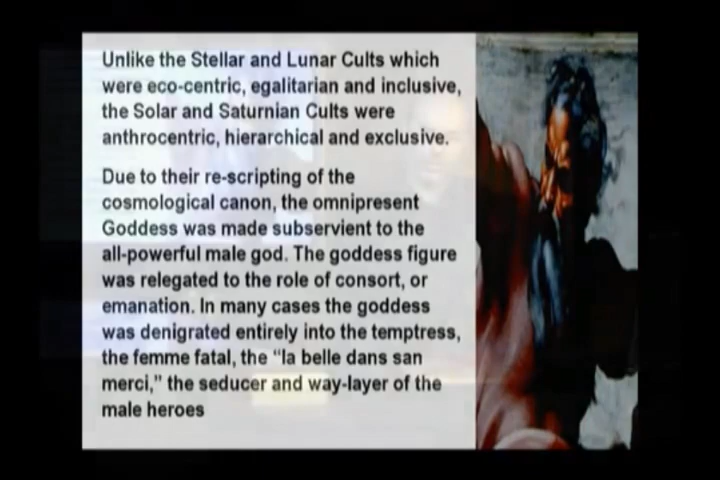 Unlike the Stellar and Lunar Cults which
were eco-centric, egalitarian and inclusive,
the Solar and Saturnian Cults were
anthrocentric, hierarchical and exclusive.
Due to their re-scripting of the
cosmological canon, the omnipresent
Goddess was made subservient to the
all-powerful male god. The goddess figure
was relegated to the role of consort, or
emanation. In many cases the goddess
was denigrated entirely into the temptress,
the femme fatal, the “la belle dans san
merci,” the seducer and way-layer of the
male heroes